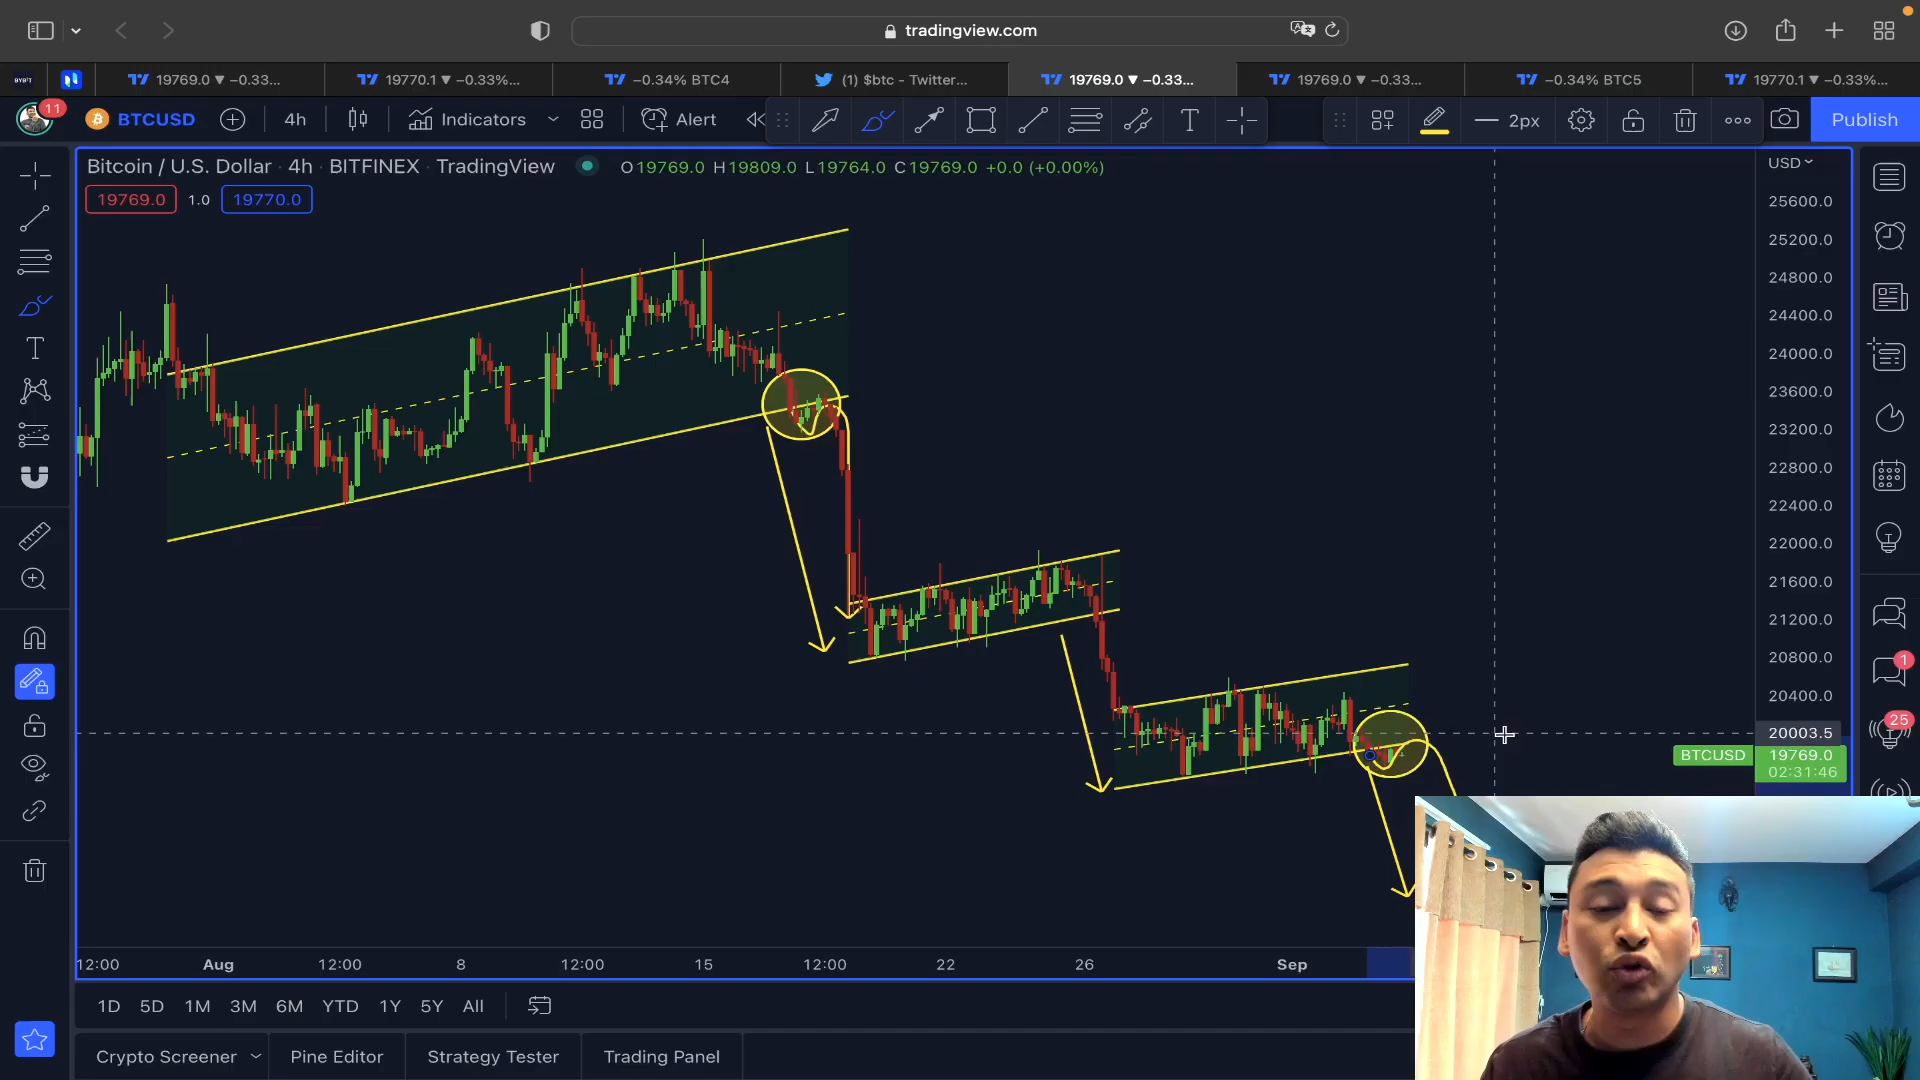 tradingview.com
BYBIT
19769.0 ▼ −0.33...
19770.1 ▼ −0.33%...
−0.34% BTC4
(1) $btc - Twitter...
19769.0 ▼ −0.33...
19769.0 ▼ −0.33...
−0.34% BTC5
19770.1 ▼ −0.33%...
11
BTCUSD
4h
Indicators
Alert
T
2px
Publish
Bitcoin / U.S. Dollar · 4h · BITFINEX · TradingView
O19769.0 H19809.0 L19764.0 C19769.0 +0.0 (+0.00%)
USD
19769.0
1.0
19770.0
25600.0
25200.0
24800.0
24400.0
24000.0
23600.0
23200.0
22800.0
22400.0
22000.0
21600.0
21200.0
20800.0
20400.0
20003.5
BTCUSD
19769.0
02:31:46
T
1
25
12:00
Aug
12:00
8
12:00
15
12:00
22
26
Sep
1D
5D
1M
3M
6M
YTD
1Y
5Y
All
Crypto Screener
Pine Editor
Strategy Tester
Trading Panel